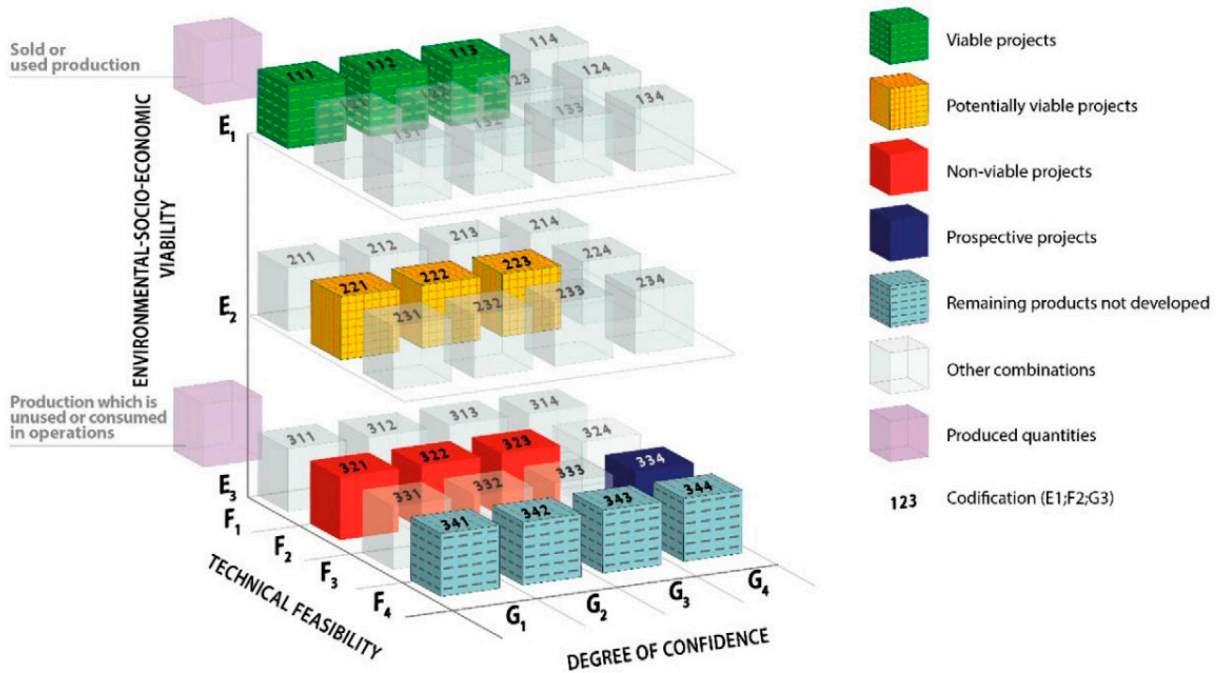 Sold or
used production
ENVIRONMENTAL-SOCIO-ECONOMIC
VIABILITY
E1
111
112
113
114
123
124
131
132
133
134
E2
211
212
213
214
221
222
223
224
231
232
233
234
Production which is
unused or consumed
in operations
E3
311
312
313
314
321
322
323
324
331
332
333
334
341
342
343
344
F1
F2
F3
F4
TECHNICAL FEASIBILITY
G1
G2
G3
G4
DEGREE OF CONFIDENCE
Viable projects
Potentially viable projects
Non-viable projects
Prospective projects
Remaining products not developed
Other combinations
Produced quantities
123 Codification (E1;F2;G3)